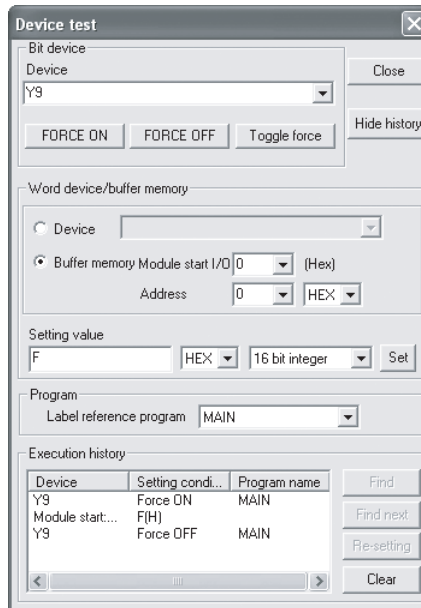 Device test
Bit device
Device
Close
Y9
Hide history
FORCE ON FORCE OFF Toggle force
Word device/buffer memory
Device
Buffer memory Module start I/O 0 (Hex)
Address 0 HEX
Setting value
F HEX 16 bit integer Set
Program
Label reference program MAIN
Execution history
Device Setting condi... Program name Find
Y9 Force ON MAIN
Module start:... F(H) Find next
Y9 Force OFF MAIN
Re-setting
Clear